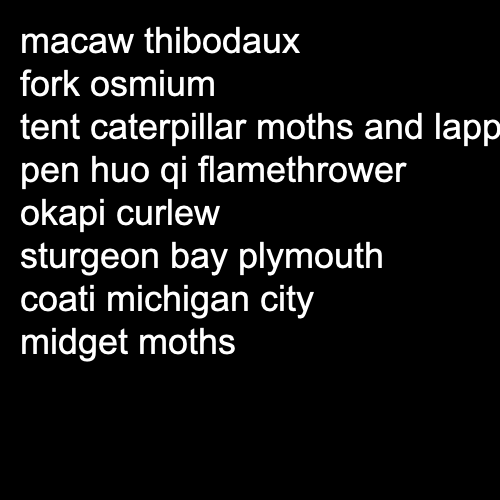 macaw thibodaux
fork osmium
tent caterpillar moths and lapp
pen huo qi flamethrower
okapi curlew
sturgeon bay plymouth
coati michigan city
midget moths